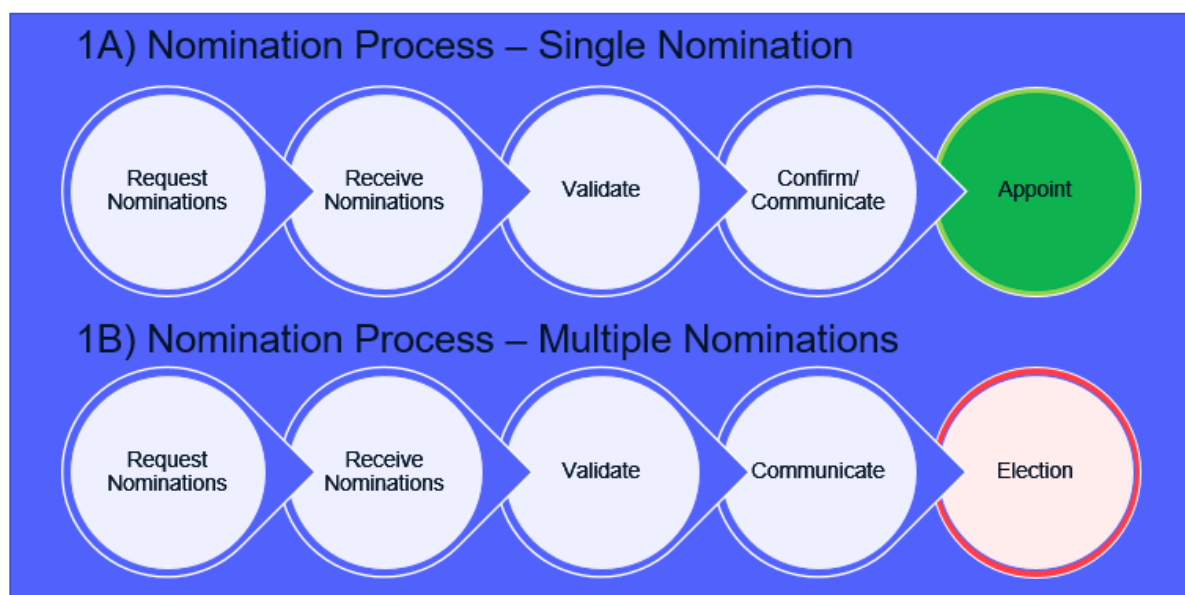 1A) Nomination Process – Single Nomination
Request
Nominations
Receive
Nominations
Validate
Confirm/
Communicate
Appoint
1B) Nomination Process – Multiple Nominations
Request
Nominations
Receive
Nominations
Validate
Communicate
Election